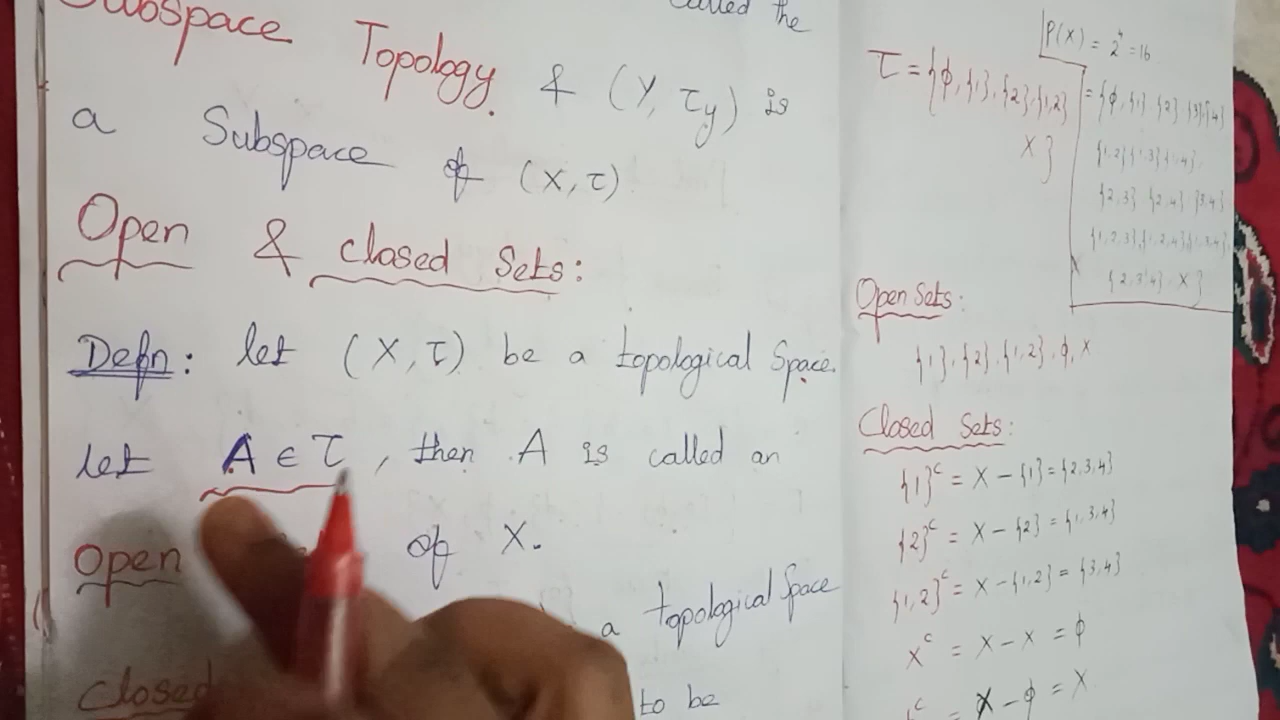 called the
Subspace Topology & (Y, τy) is
a Subspace of (X, τ)
Open & closed Sets:
Defn: let (X, τ) be a topological Space.
let A ∈ τ, then A is called an
Open of X.
a topological Space
Closed to be
τ = {φ, {1}, {2}, {1,2}
X}
P(X) = 2⁴ = 16
= {φ, {1}, {2}, {3}, {4}
{1,2} {1,3} {1,4},
{2,3} {2,4} {3,4}
{1,2,3}, {1,2,4} {1,3,4},
{2,3,4}, X}
Open Sets:
{1}, {2}, {1,2}, φ, X
Closed Sets:
{1}ᶜ = X − {1} = {2,3,4}
{2}ᶜ = X − {2} = {1,3,4}
{1,2}ᶜ = X − {1,2} = {3,4}
Xᶜ = X − X = φ
ᶜ = X − φ = X